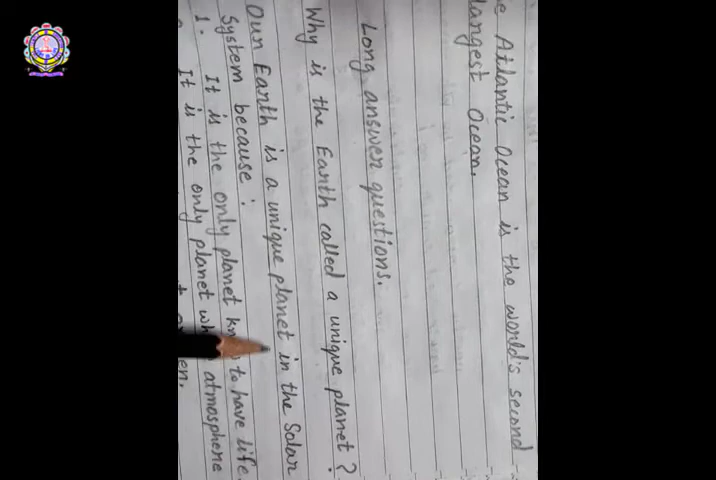 e Atlantic Ocean is the world's second
largest Ocean.
Long answer questions.
Why is the Earth called a unique planet?
Our Earth is a unique planet in the Solar
System because :
1. It is the only planet to have life.
It is the only planet atmosphere